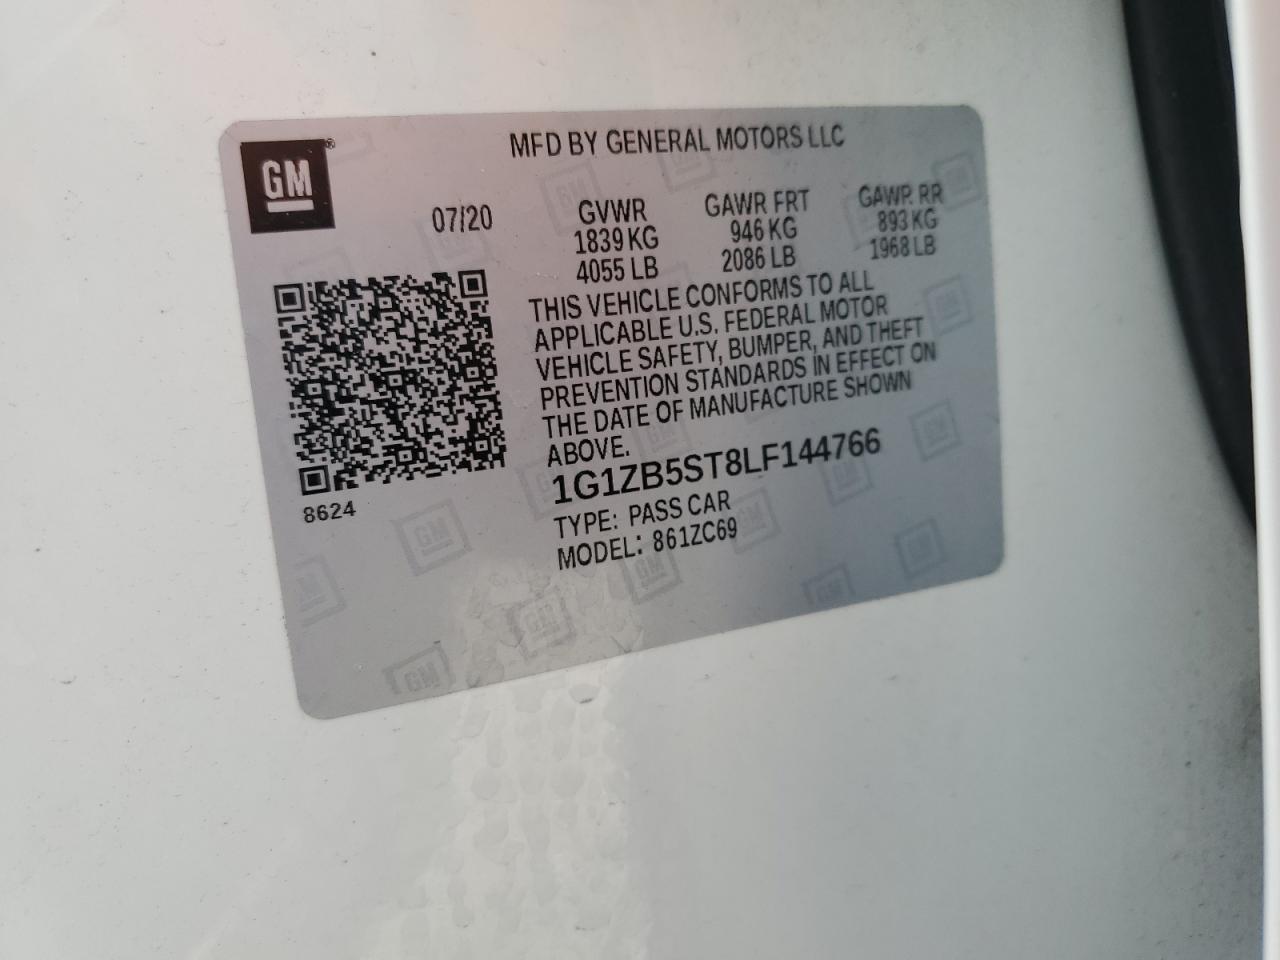 GM
MFD BY GENERAL MOTORS LLC
07/20
GVWR
1839 KG
4055 LB
GAWR FRT
946 KG
2086 LB
GAWR RR
893 KG
1968 LB
THIS VEHICLE CONFORMS TO ALL
APPLICABLE U.S. FEDERAL MOTOR
VEHICLE SAFETY, BUMPER, AND THEFT
PREVENTION STANDARDS IN EFFECT ON
THE DATE OF MANUFACTURE SHOWN
ABOVE.
1G1ZB5ST8LF144766
TYPE: PASS CAR
MODEL: 861ZC69
8624